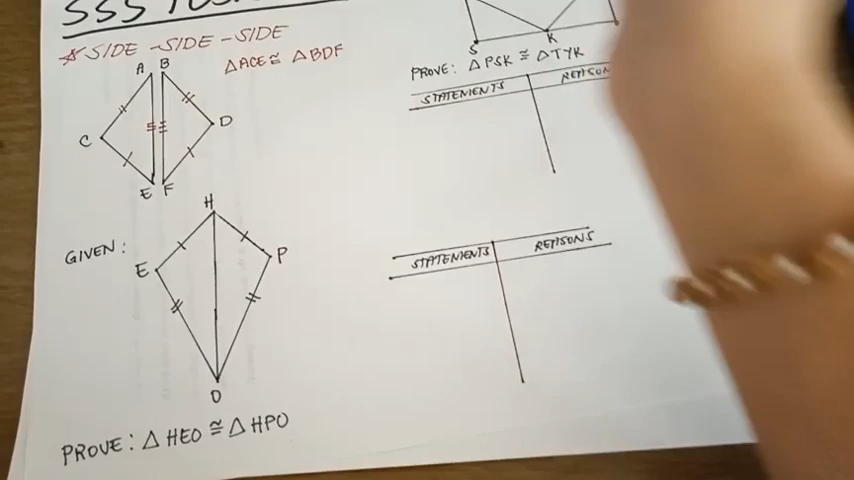 SSS
SIDE - SIDE - SIDE
△ACE ≅ △BDF
A B
C
D
E F
S
K
PROVE: △PSK ≅ △TYK
STATEMENTS
GIVEN:
H
E
P
O
STATEMENTS REASONS
PROVE: △HEO ≅ △HPO